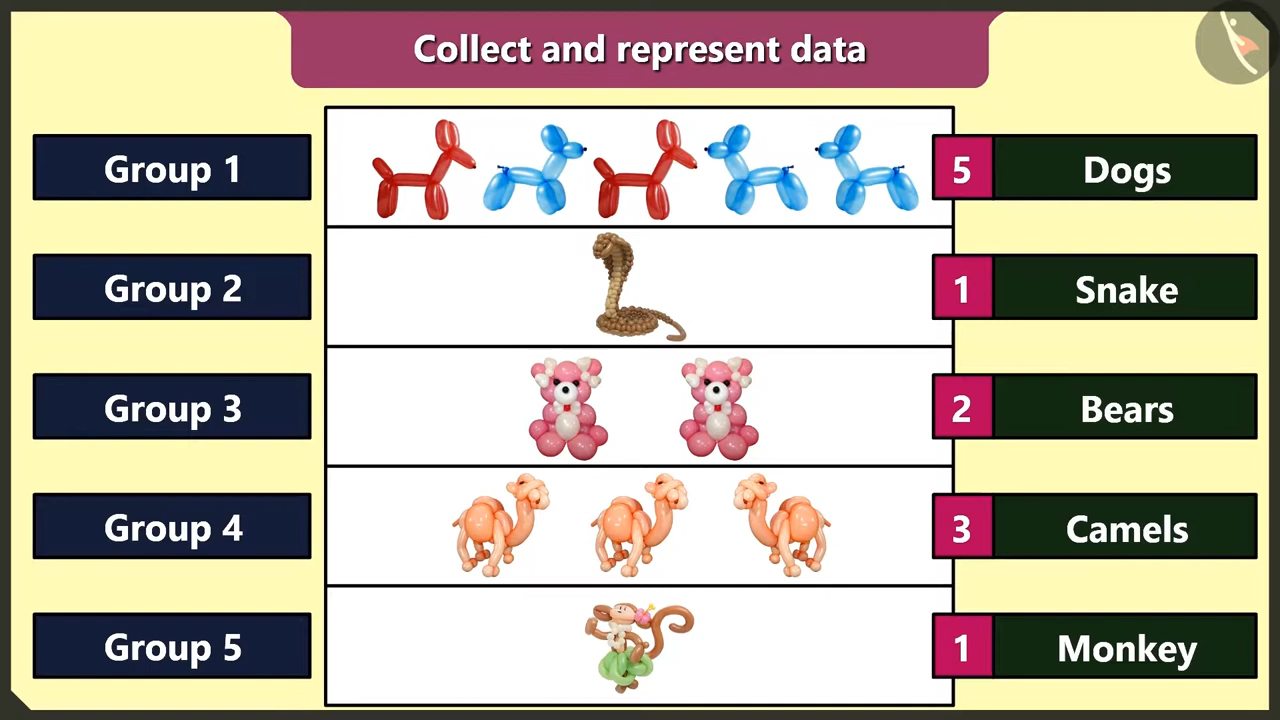 Collect and represent data
Group 1
5 Dogs
Group 2
1 Snake
Group 3
2 Bears
Group 4
3 Camels
Group 5
1 Monkey